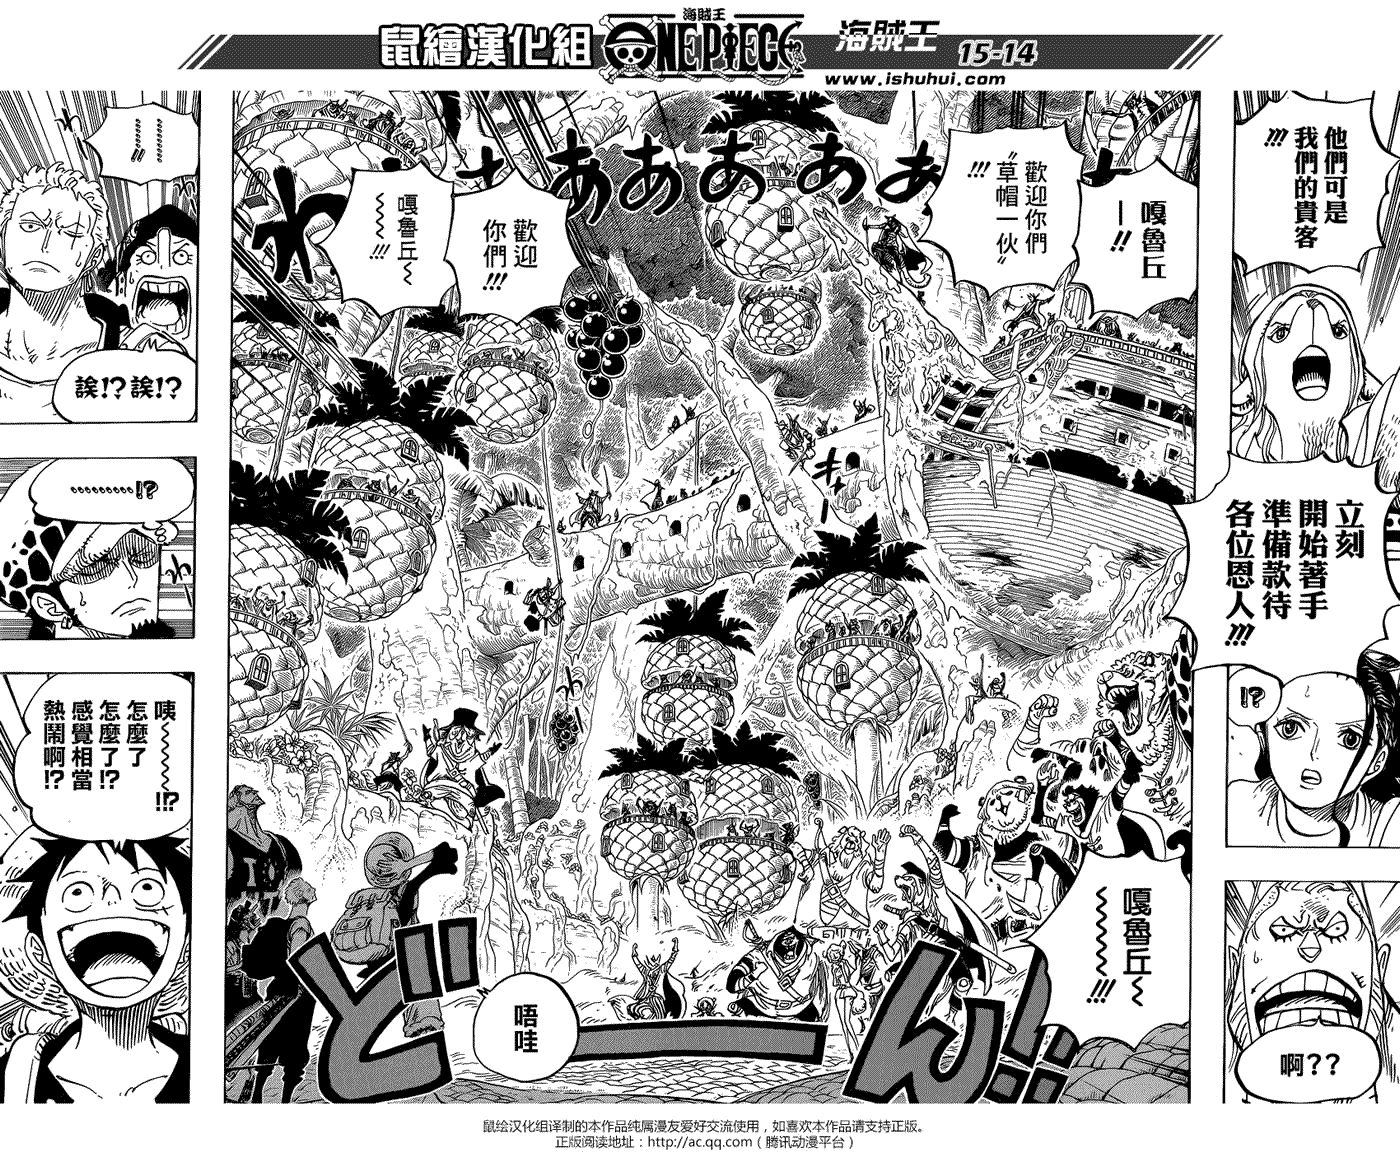 鼠繪漢化組
海賊王
ONE PIECE
海賊王
15-14
www.ishuhui.com
他們可是
我們的貴客
!!!
立刻
開始著手
準備款待
各位恩人!!!
!?
啊??
嘎魯丘
ー!!
歡迎你們
“草帽一伙”
!!!
歡迎
你們!!!
嘎魯丘~
~~~!!!
わ
あああああ
キャー
嘎魯丘~
~~~!!!
唔哇
ど〝ーん!!
………
………!!
誒!?誒!?
…………!?
咦~~~~!?
怎麼了
怎麼了!?
感覺相當
熱鬧啊!?
鼠绘汉化组译制的本作品纯属漫友爱好交流使用，如喜欢本作品请支持正版。
正版阅读地址：http://ac.qq.com（腾讯动漫平台）